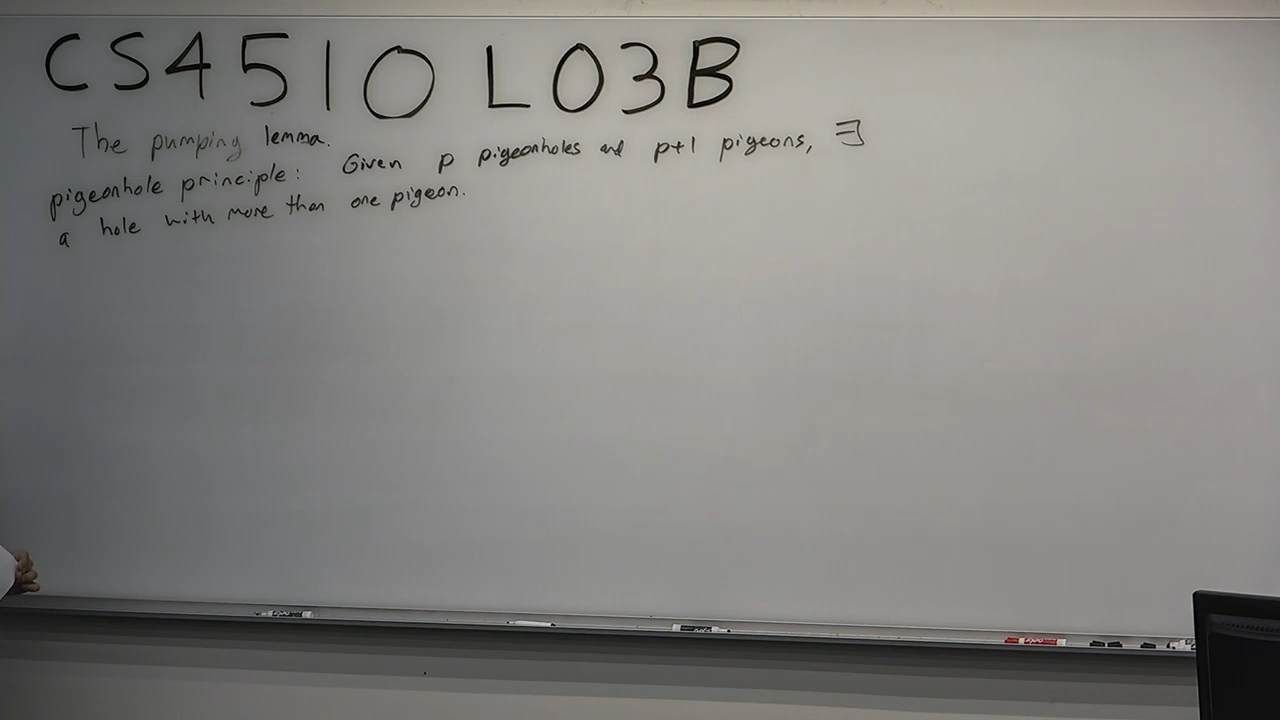 CS4510 L03B
The pumping lemma.
pigeonhole principle: Given p pigeonholes and p+1 pigeons, ∃
a hole with more than one pigeon.